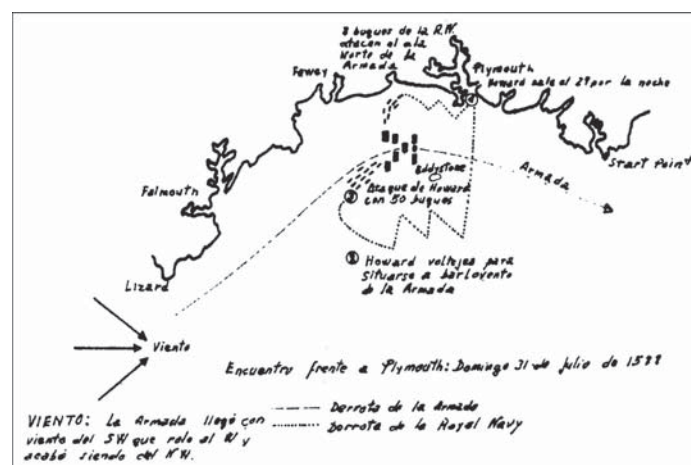 8 buques de la R.N.
atacan el ala
Norte de la
Armada
Fowey
Plymouth
Howard sale el 29 por la noche
Start Point
Armada
Eddystone
Falmouth
② Ataque de Howard
con 50 buques
① Howard voltejea para
situarse a barlovento
de la Armada
Lizard
Viento
Encuentro frente a Plymouth: Domingo 31 de julio de 1588
VIENTO: La Armada llegó con
viento del SW que rolo al W y
acabó siendo del NW.
Derrota de la Armada
Derrota de la Royal Navy